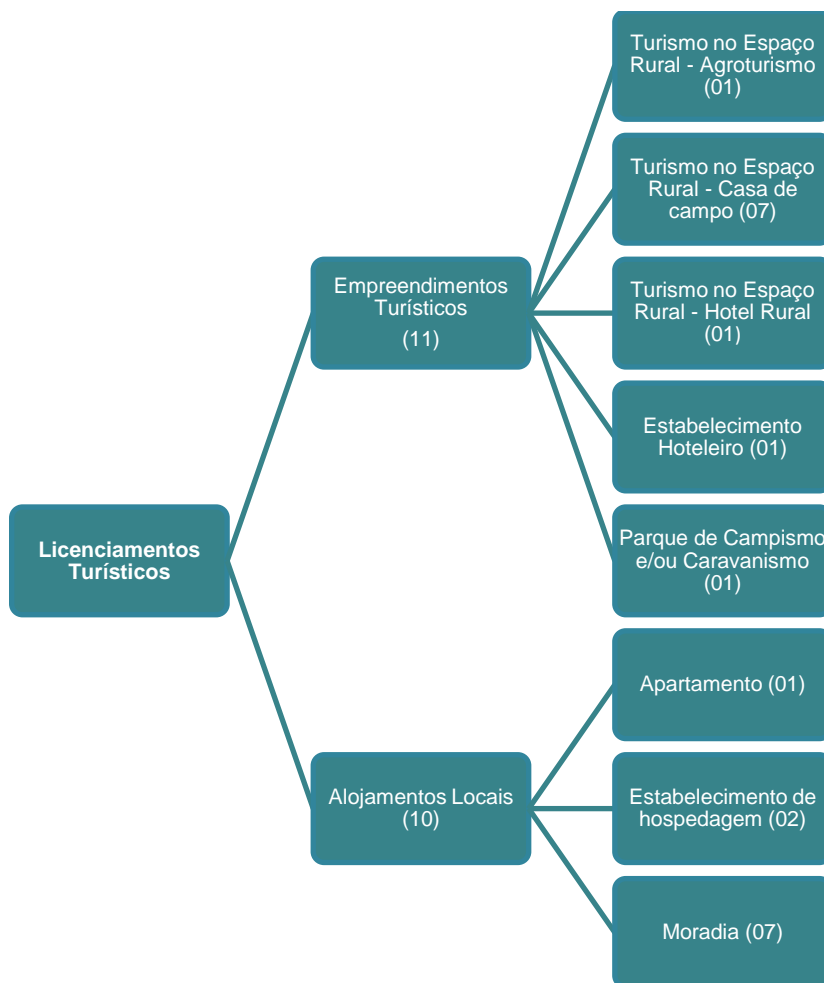 Turismo no Espaço
Rural - Agroturismo
(01)
Turismo no Espaço
Rural - Casa de
campo (07)
Empreendimentos
Turísticos
(11)
Turismo no Espaço
Rural - Hotel Rural
(01)
Estabelecimento
Hoteleiro (01)
Licenciamentos
Turísticos
Parque de Campismo
e/ou Caravanismo
(01)
Apartamento (01)
Alojamentos Locais
(10)
Estabelecimento de
hospedagem (02)
Moradia (07)